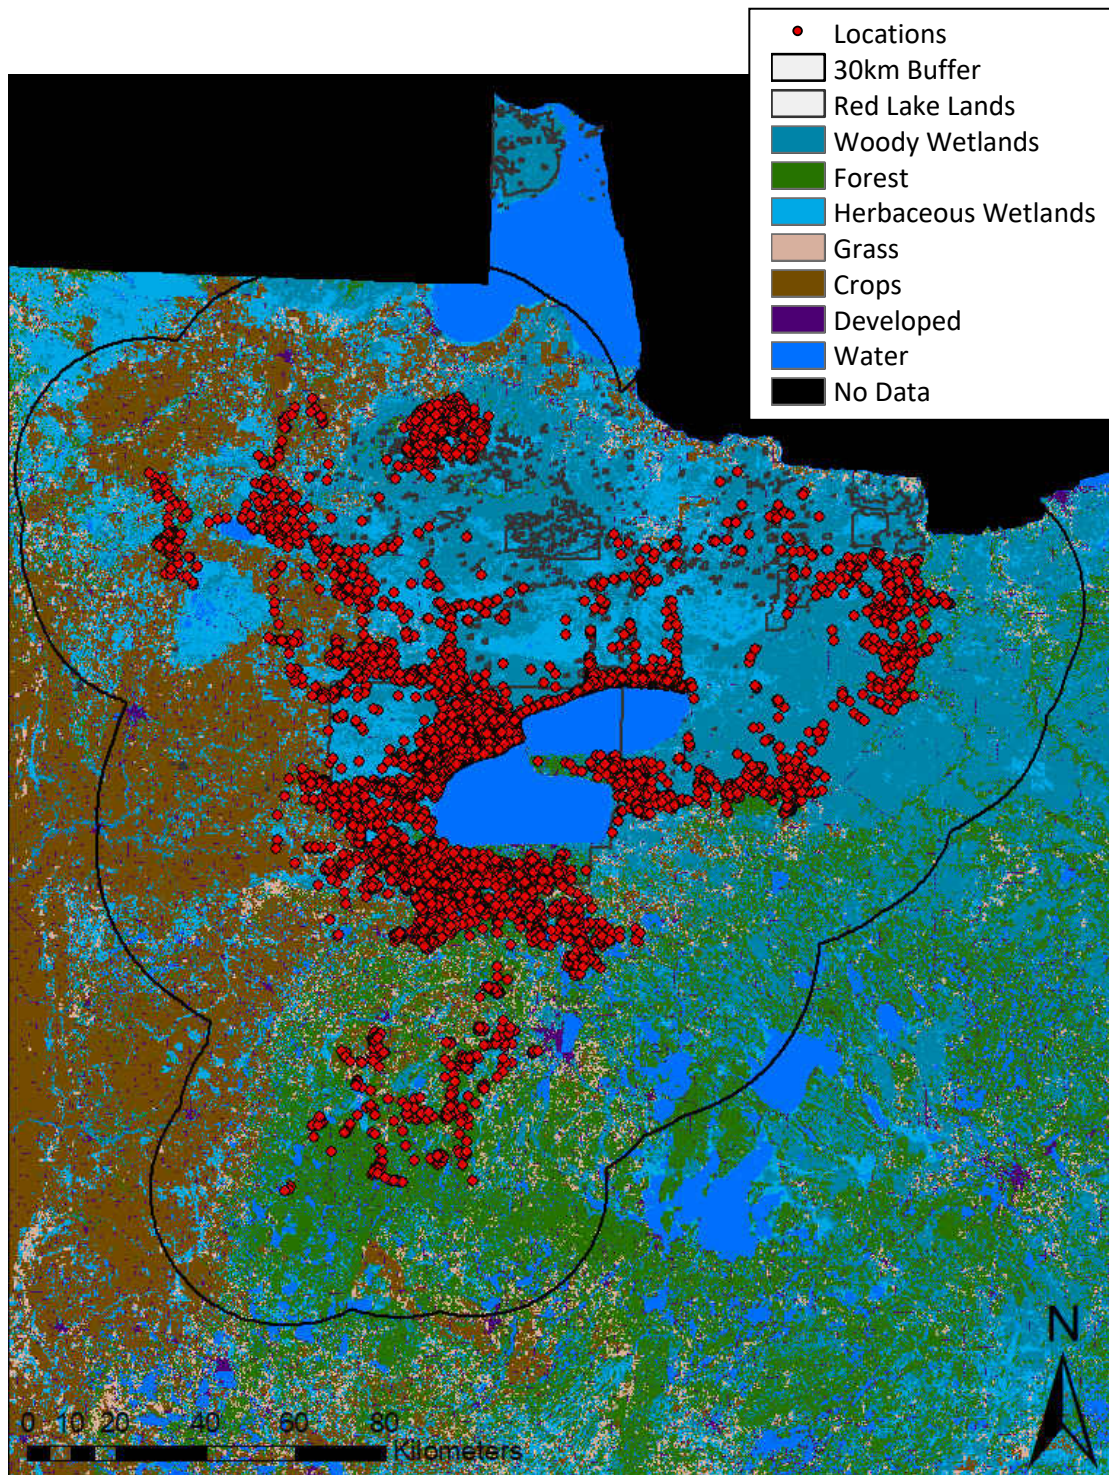 Locations
30km Buffer
Red Lake Lands
Woody Wetlands
Forest
Herbaceous Wetlands
Grass
Crops
Developed
Water
No Data
N
0 10 20 40 60 80
Kilometers